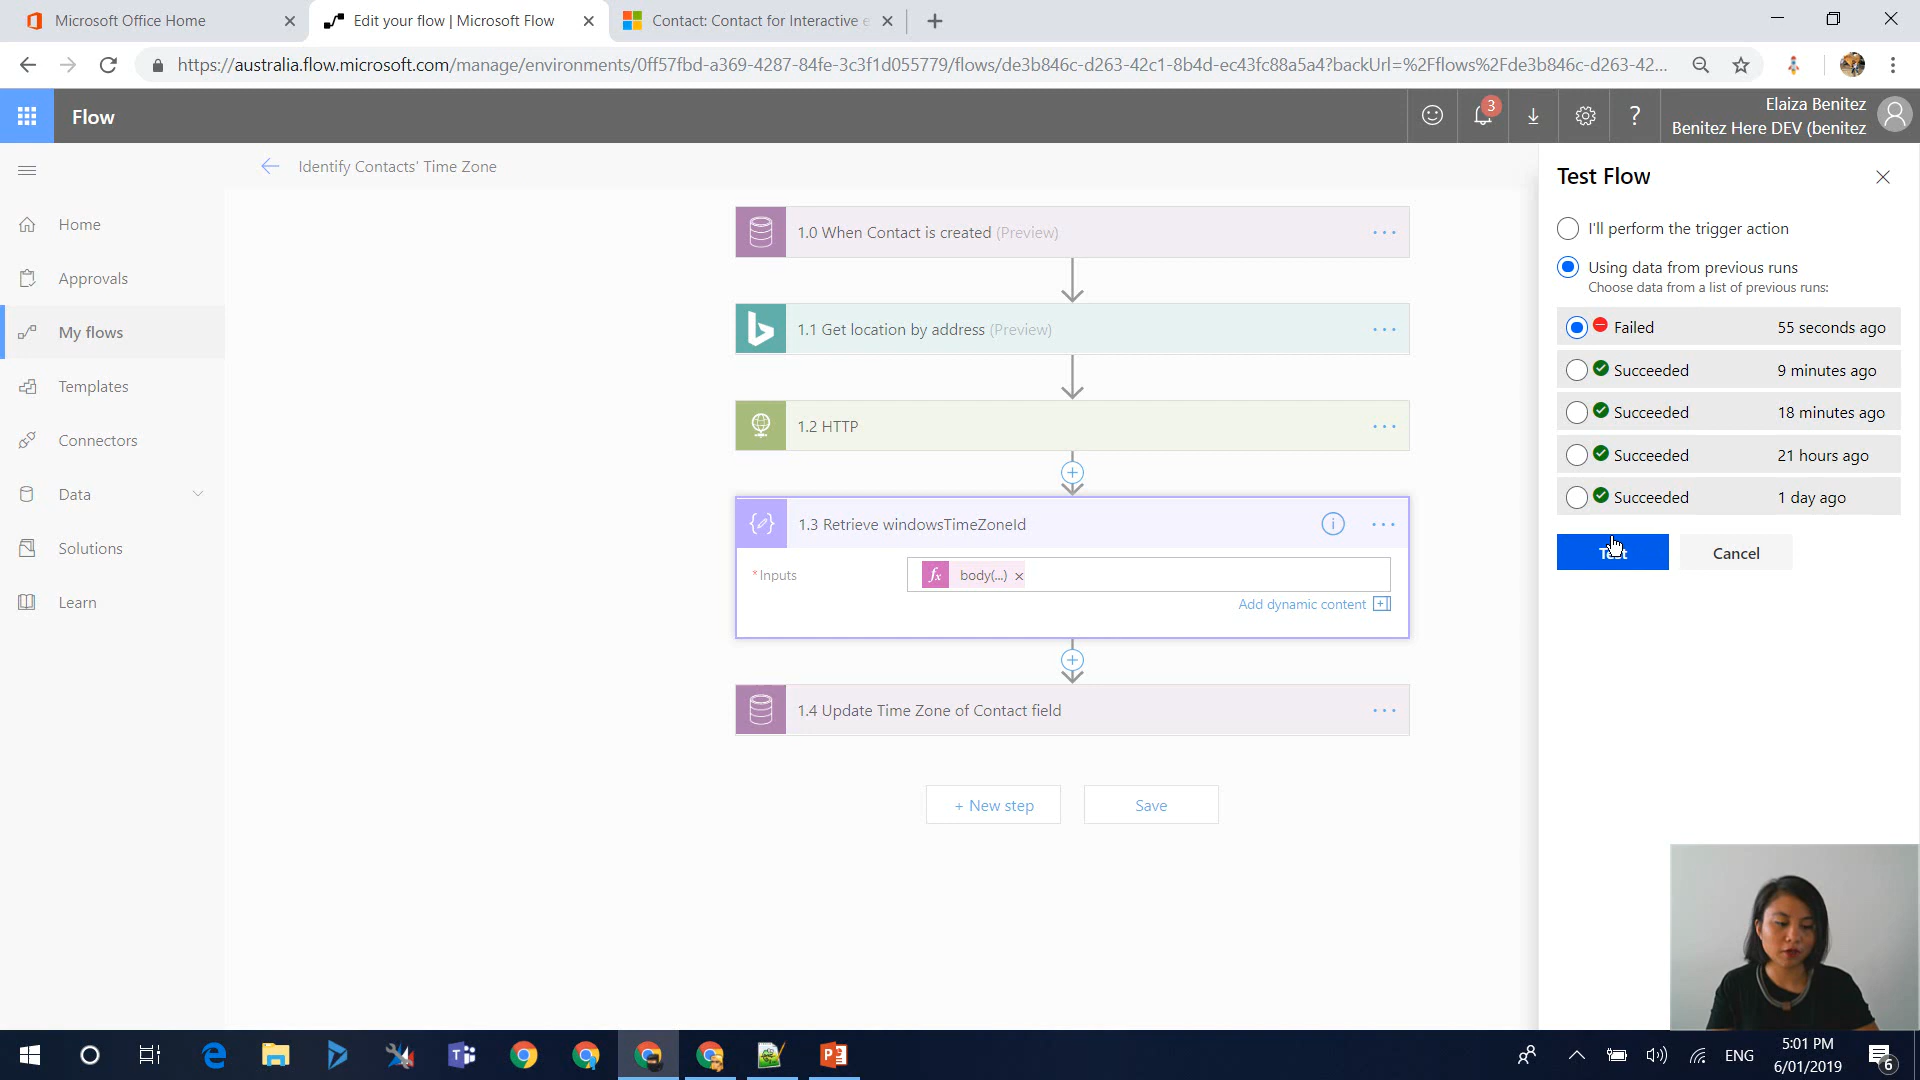 Microsoft Office Home
Edit your flow | Microsoft Flow
Contact: Contact for Interactive e
https://australia.flow.microsoft.com/manage/environments/0ff57fbd-a369-4287-84fe-3c3f1d055779/flows/de3b846c-d263-42c1-8b4d-ec43fc88a5a4?backUrl=%2Fflows%2Fde3b846c-d263-42...
Flow
3
?
Elaiza Benitez
Benitez Here DEV (benitez
Identify Contacts' Time Zone
Home
Approvals
My flows
Templates
Connectors
Data
Solutions
Learn
1.0 When Contact is created (Preview)
1.1 Get location by address (Preview)
1.2 HTTP
1.3 Retrieve windowsTimeZoneId
*Inputs
fx body(...)
Add dynamic content
1.4 Update Time Zone of Contact field
+ New step
Save
Test Flow
I'll perform the trigger action
Using data from previous runs
Choose data from a list of previous runs:
Failed 55 seconds ago
Succeeded 9 minutes ago
Succeeded 18 minutes ago
Succeeded 21 hours ago
Succeeded 1 day ago
Test
Cancel
ENG
5:01 PM
6/01/2019
6